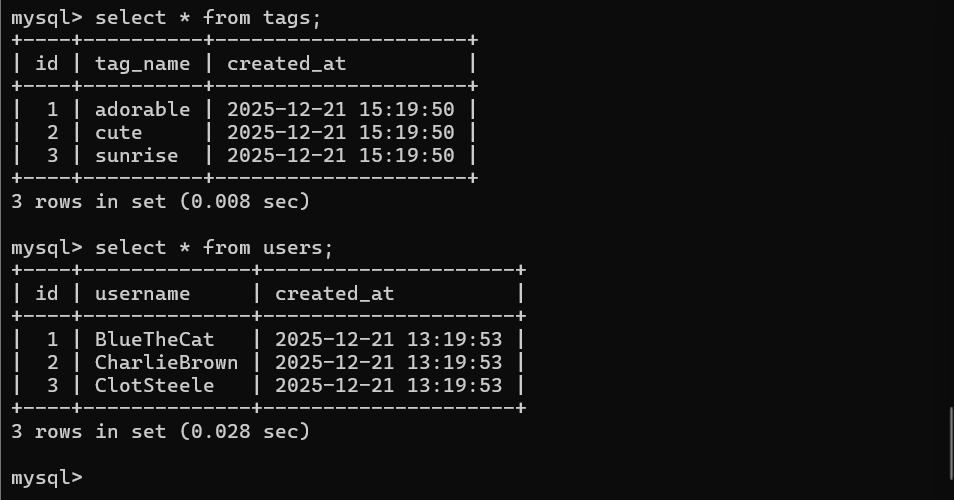 mysql> select * from tags;
+----+----------+---------------------+
| id | tag_name | created_at          |
+----+----------+---------------------+
|  1 | adorable | 2025-12-21 15:19:50 |
|  2 | cute     | 2025-12-21 15:19:50 |
|  3 | sunrise  | 2025-12-21 15:19:50 |
+----+----------+---------------------+
3 rows in set (0.008 sec)

mysql> select * from users;
+----+--------------+---------------------+
| id | username     | created_at          |
+----+--------------+---------------------+
|  1 | BlueTheCat   | 2025-12-21 13:19:53 |
|  2 | CharlieBrown | 2025-12-21 13:19:53 |
|  3 | ClotSteele   | 2025-12-21 13:19:53 |
+----+--------------+---------------------+
3 rows in set (0.028 sec)

mysql>